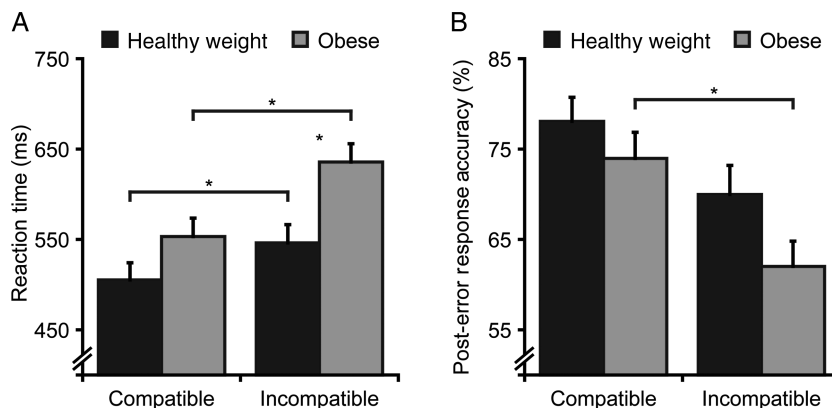 A
Healthy weight
Obese
750
650
550
450
Reaction time (ms)
*
*
*
Compatible
Incompatible
B
Healthy weight
Obese
85
75
65
55
Post-error response accuracy (%)
*
Compatible
Incompatible